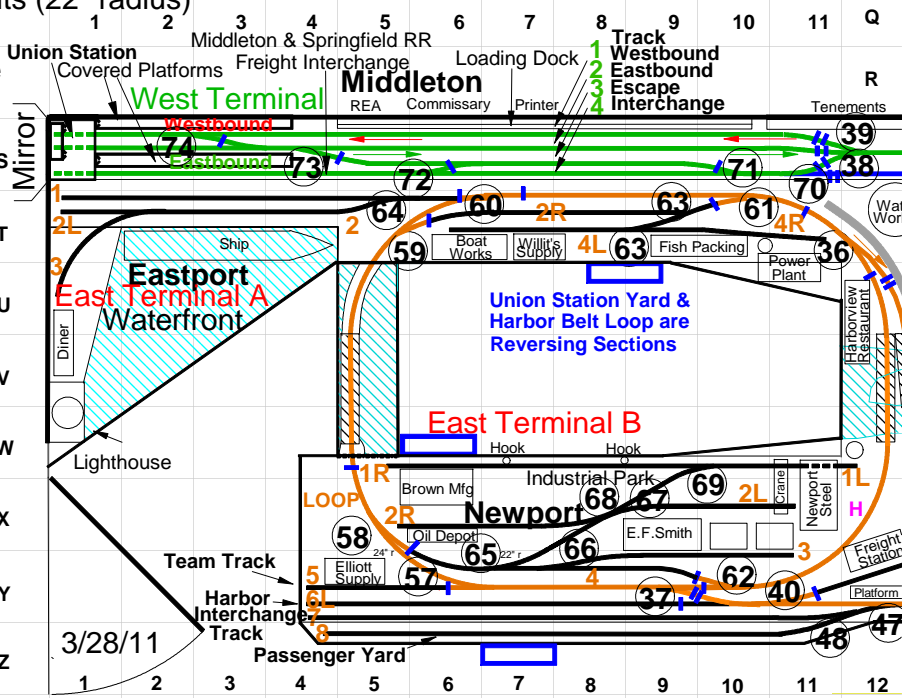 ts (22" radius)
3 4 5 6 7 8 9 10 11 Q
Union Station
Middleton & Springfield RR
Freight Interchange
Covered Platforms
Middleton
Loading Dock
Track
1 Westbound
2 Eastbound
3 Escape
4 Interchange
R
West Terminal
REA Commissary Printer
Tenements
Mirror
Westbound
Eastbound
74 73 72 71 70 39 38
S
1
2L
3
2
64 60 2R 63 61 4R
59 4L 63 36
T
Boat
Works
Willit's
Supply
Fish Packing
Power
Plant
Wat
Work
Ship
Eastport
East Terminal A
Waterfront
U
Union Station Yard &
Harbor Belt Loop are
Reversing Sections
Harborview
Restaurant
Diner
V
East Terminal B
W
Lighthouse
Hook Hook
1R
LOOP
Brown Mfg
Industrial Park
2R
Newport
68 67 69 2L
Crane
Newport
Steel
1L
H
X
58
Oil Depot
24" r
65
22" r
66
E.F.Smith
3
Freight
Station
Team Track
Elliott
Supply
57 4 62
5
6L
7
8
Y
Harbor
Interchange
Track
37 40
Platform
47
48
3/28/11
Passenger Yard
Z
1 2 3 4 5 6 7 8 9 10 11 12